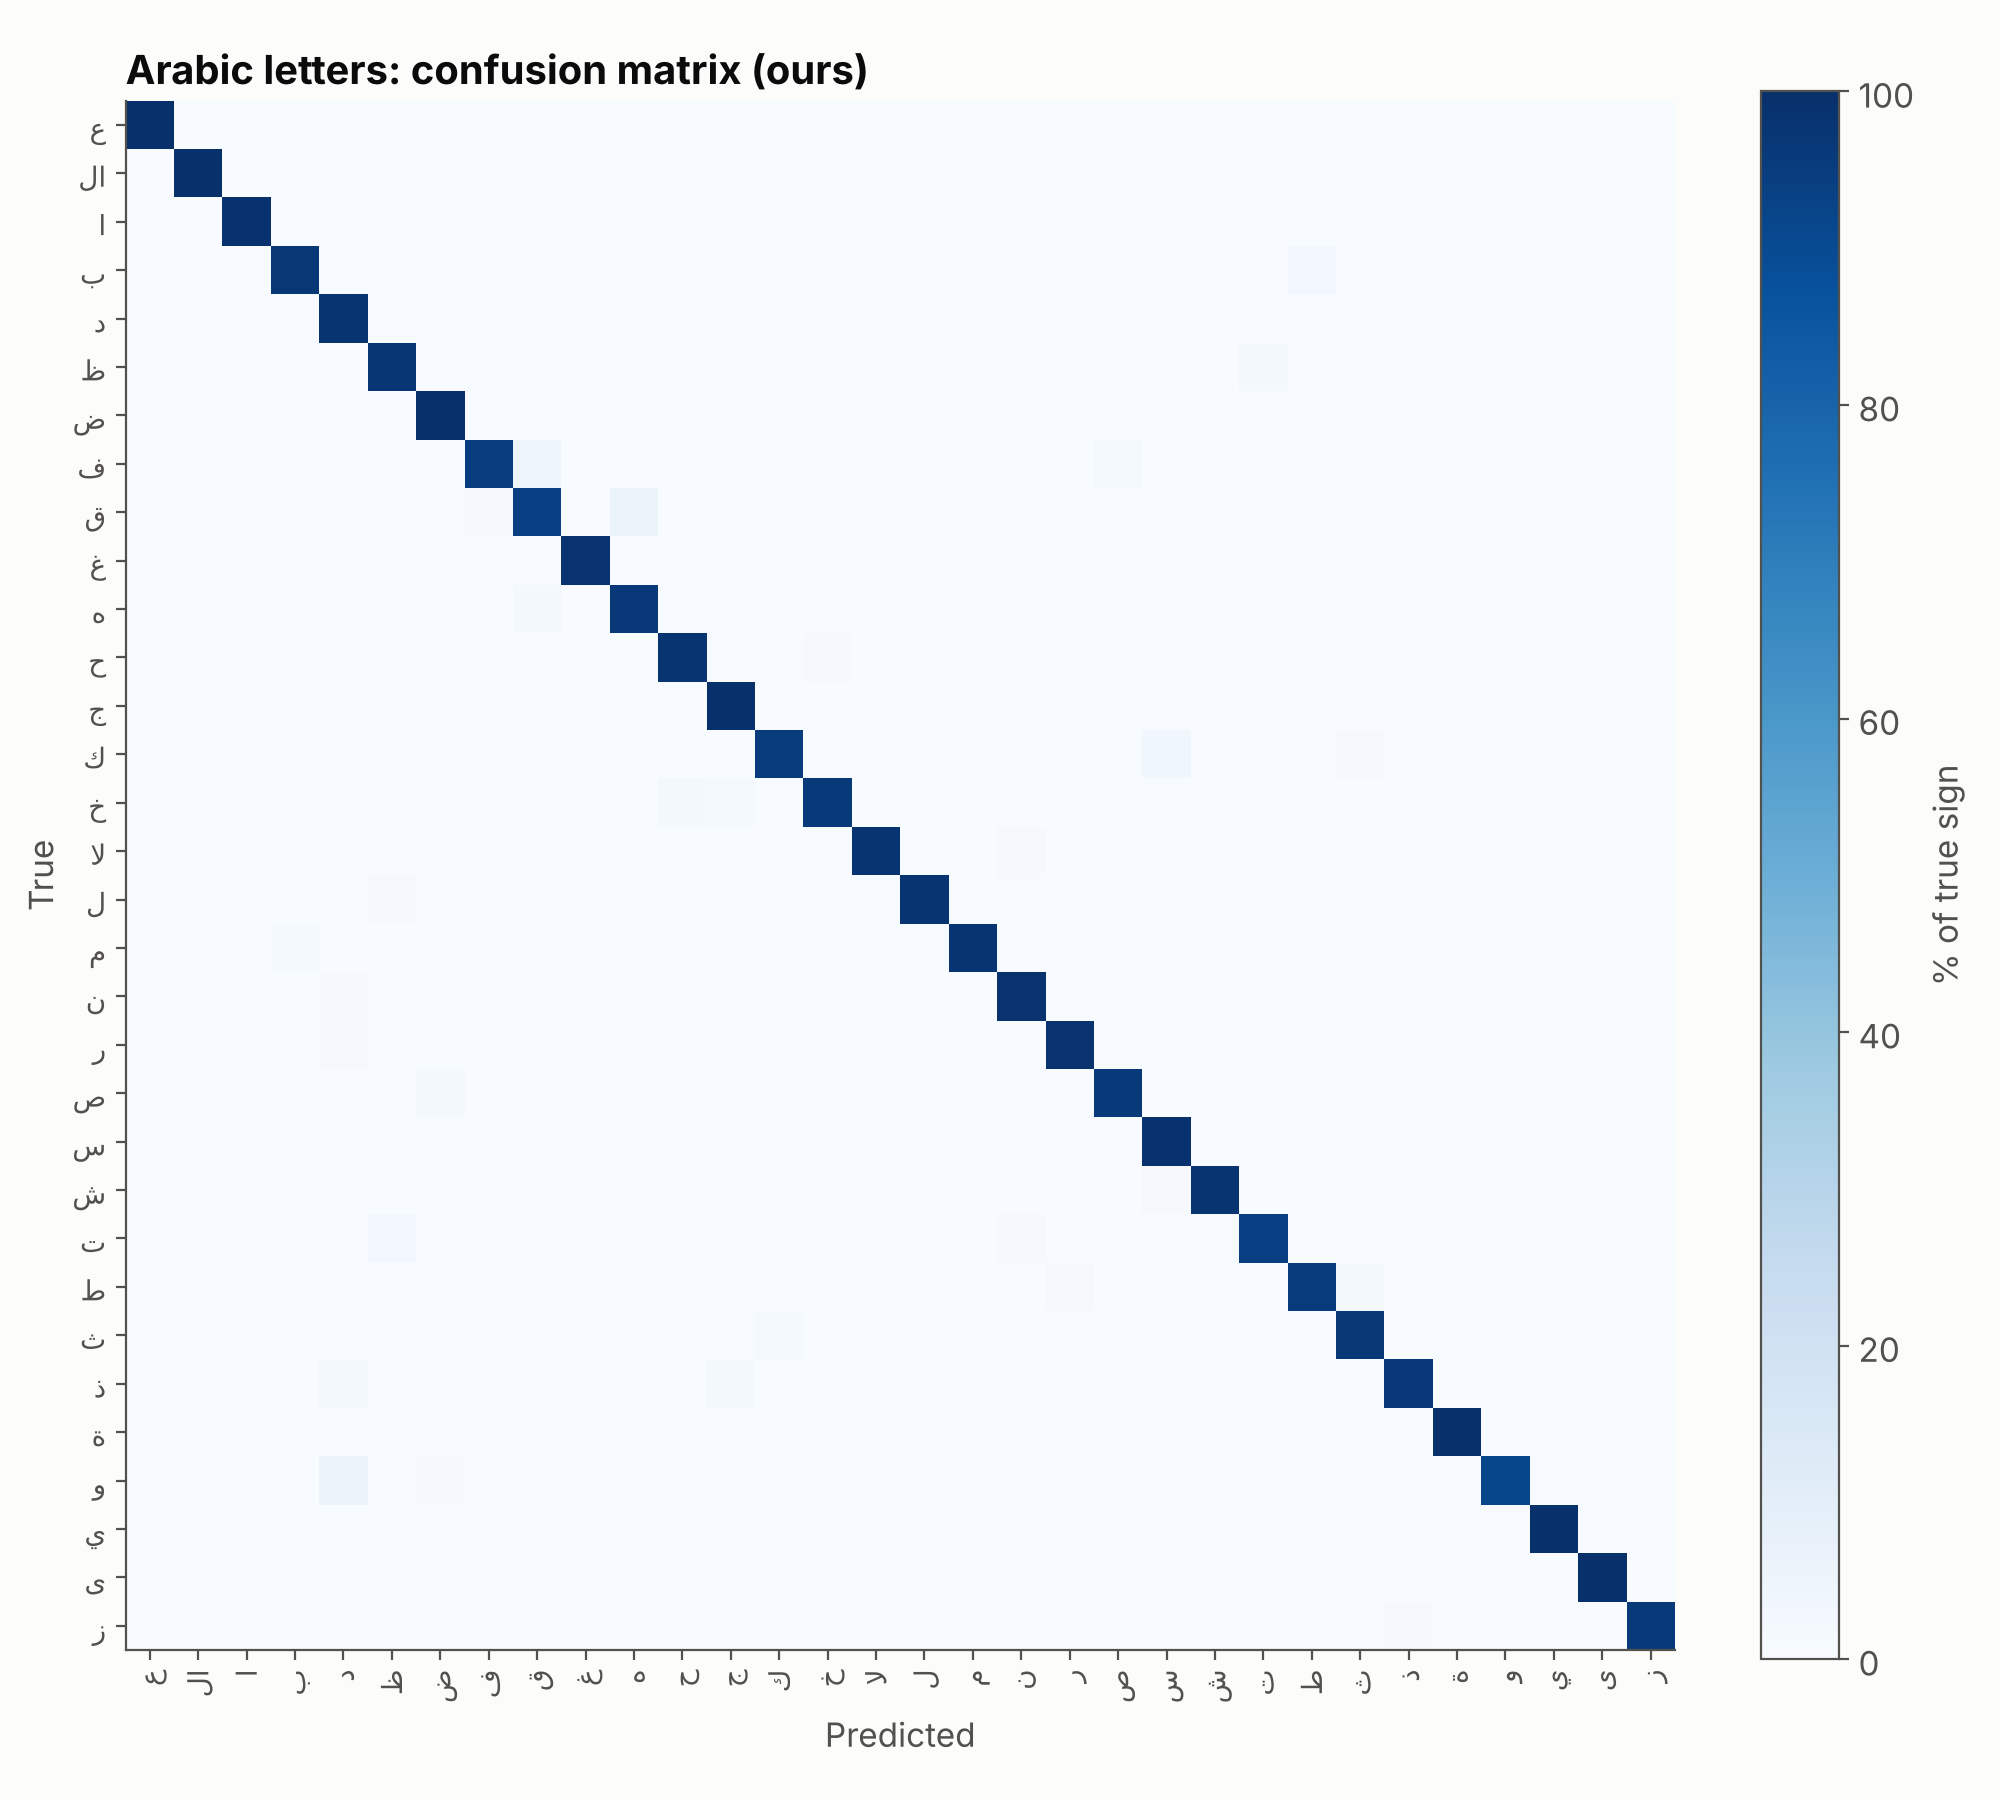 Arabic letters: confusion matrix (ours)
ع
ال
ا
ب
د
ظ
ض
ف
ق
غ
ه
ح
ج
ك
خ
لا
ل
م
ن
ر
ص
س
ش
ت
ط
ث
ذ
ة
و
ي
ى
ز
True
ع ال ا ب د ظ ض ف ق غ ه ح ج ك خ لا ل م ن ر ص س ش ت ط ث ذ ة و ي ى ز
Predicted
100
80
60
40
20
0
% of true sign